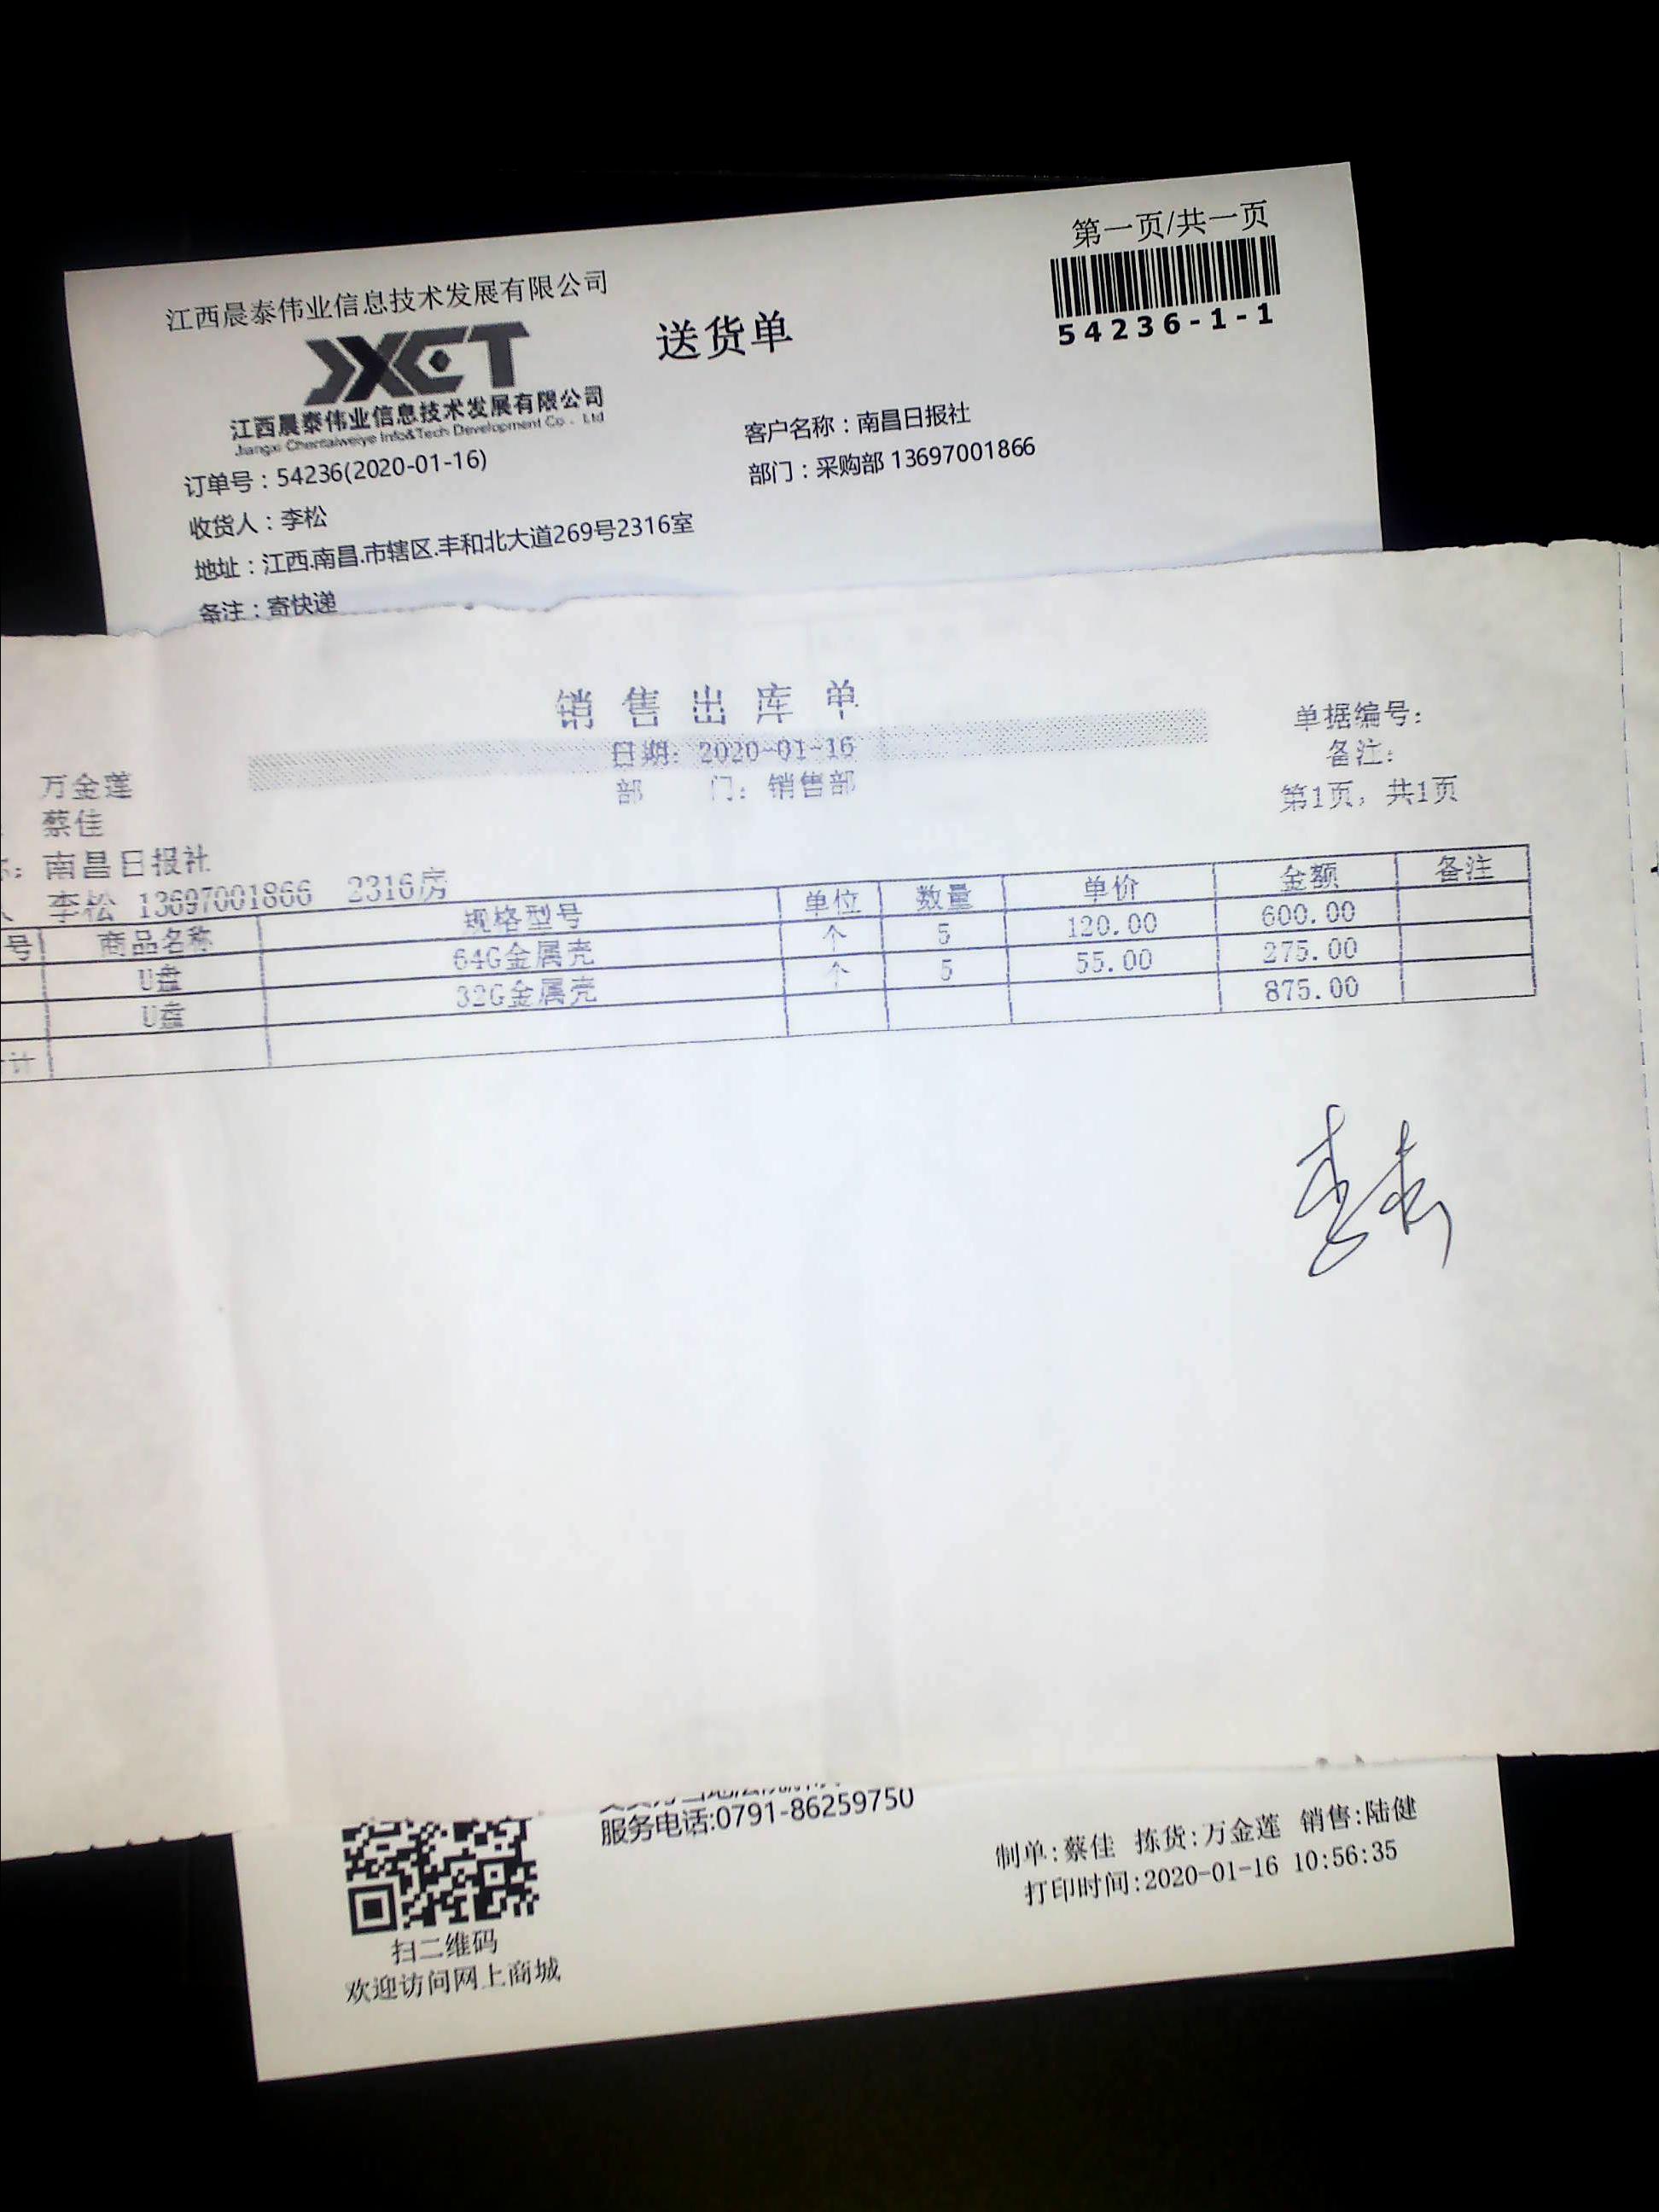 第一页/共一页
江西晨泰伟业信息技术发展有限公司
送货单
54236-1-1
JXCT
江西晨泰伟业信息技术发展有限公司
Jiangxi Chentaiweiye Info&Tech Development Co . Ltd
客户名称：南昌日报社
订单号：54236(2020-01-16)
部门：采购部 13697001866
收货人：李松
地址：江西.南昌.市辖区.丰和北大道269号2316室
备注：寄快递
销售出库单
单据编号:
日期: 2020-01-16
备注:
万金莲
部 门: 销售部
第1页, 共1页
蔡佳
南昌日报社
李松 13697001866 2316房
号 商品名称 规格型号 单位 数量 单价 金额 备注
U盘 64G金属壳 个 5 120.00 600.00
U盘 32G金属壳 个 5 55.00 275.00
计 875.00
李松
服务电话:0791-86259750
制单:蔡佳 拣货:万金莲 销售:陆健
打印时间:2020-01-16 10:56:35
扫二维码
欢迎访问网上商城